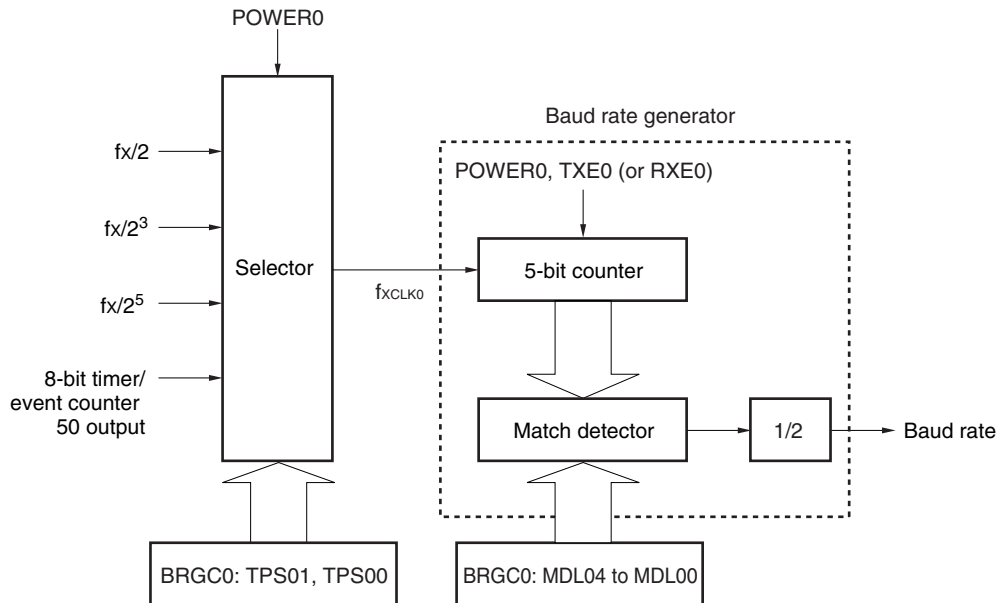 POWER0
Baud rate generator
fx/2
POWER0, TXE0 (or RXE0)
fx/2³
Selector
5-bit counter
fXCLK0
fx/2⁵
8-bit timer/
event counter
50 output
Match detector
1/2
Baud rate
BRGC0: TPS01, TPS00
BRGC0: MDL04 to MDL00